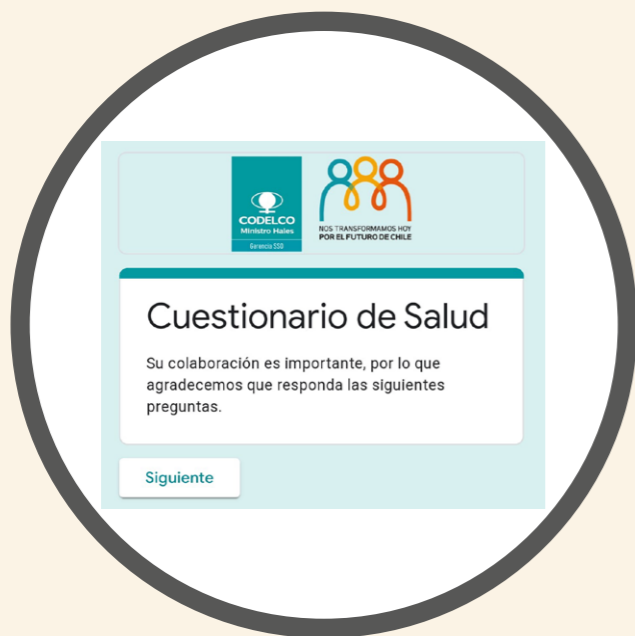 CODELCO
Ministro Hales
Gerencia SSO
NOS TRANSFORMAMOS HOY
POR EL FUTURO DE CHILE
Cuestionario de Salud
Su colaboración es importante, por lo que
agradecemos que responda las siguientes
preguntas.
Siguiente